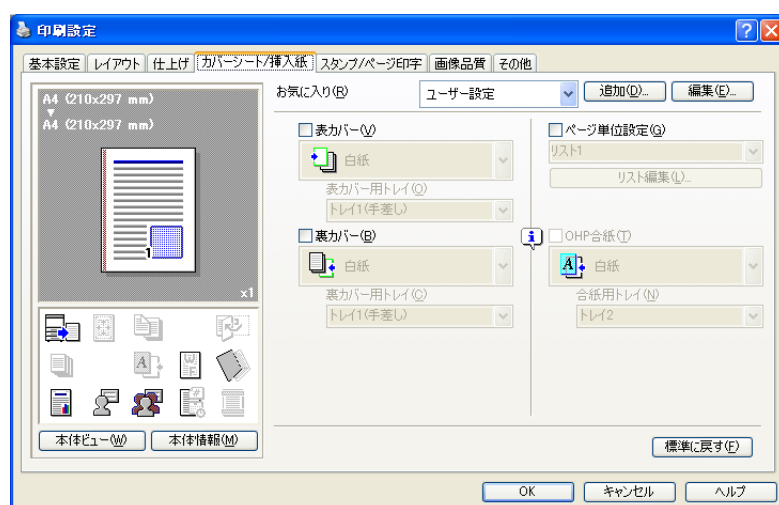 印刷設定
基本設定 レイアウト 仕上げ カバーシート/挿入紙 スタンプ/ページ印字 画像品質 その他
A4 (210x297 mm)
A4 (210x297 mm)
1
x1
本体ビュー(W) 本体情報(M)
お気に入り(R) ユーザー設定 追加(D)... 編集(E)...
表カバー(V)
白紙
表カバー用トレイ(O)
トレイ1(手差し)
裏カバー(B)
白紙
裏カバー用トレイ(C)
トレイ1(手差し)
ページ単位設定(G)
リスト1
リスト編集(L)...
OHP合紙(T)
白紙
合紙用トレイ(N)
トレイ2
標準に戻す(F)
OK キャンセル ヘルプ